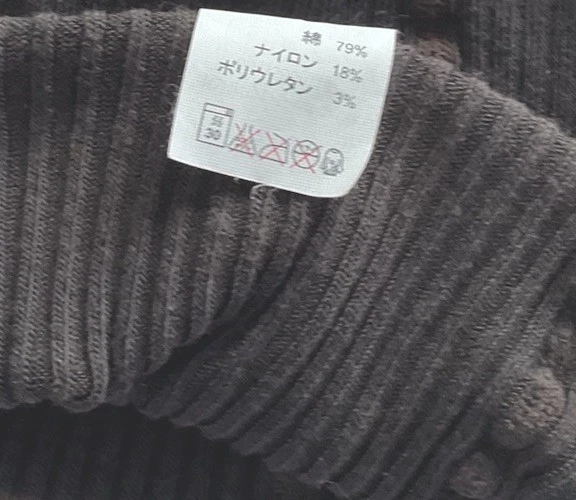 綿 79%
ナイロン 18%
ポリウレタン 3%
弱
30